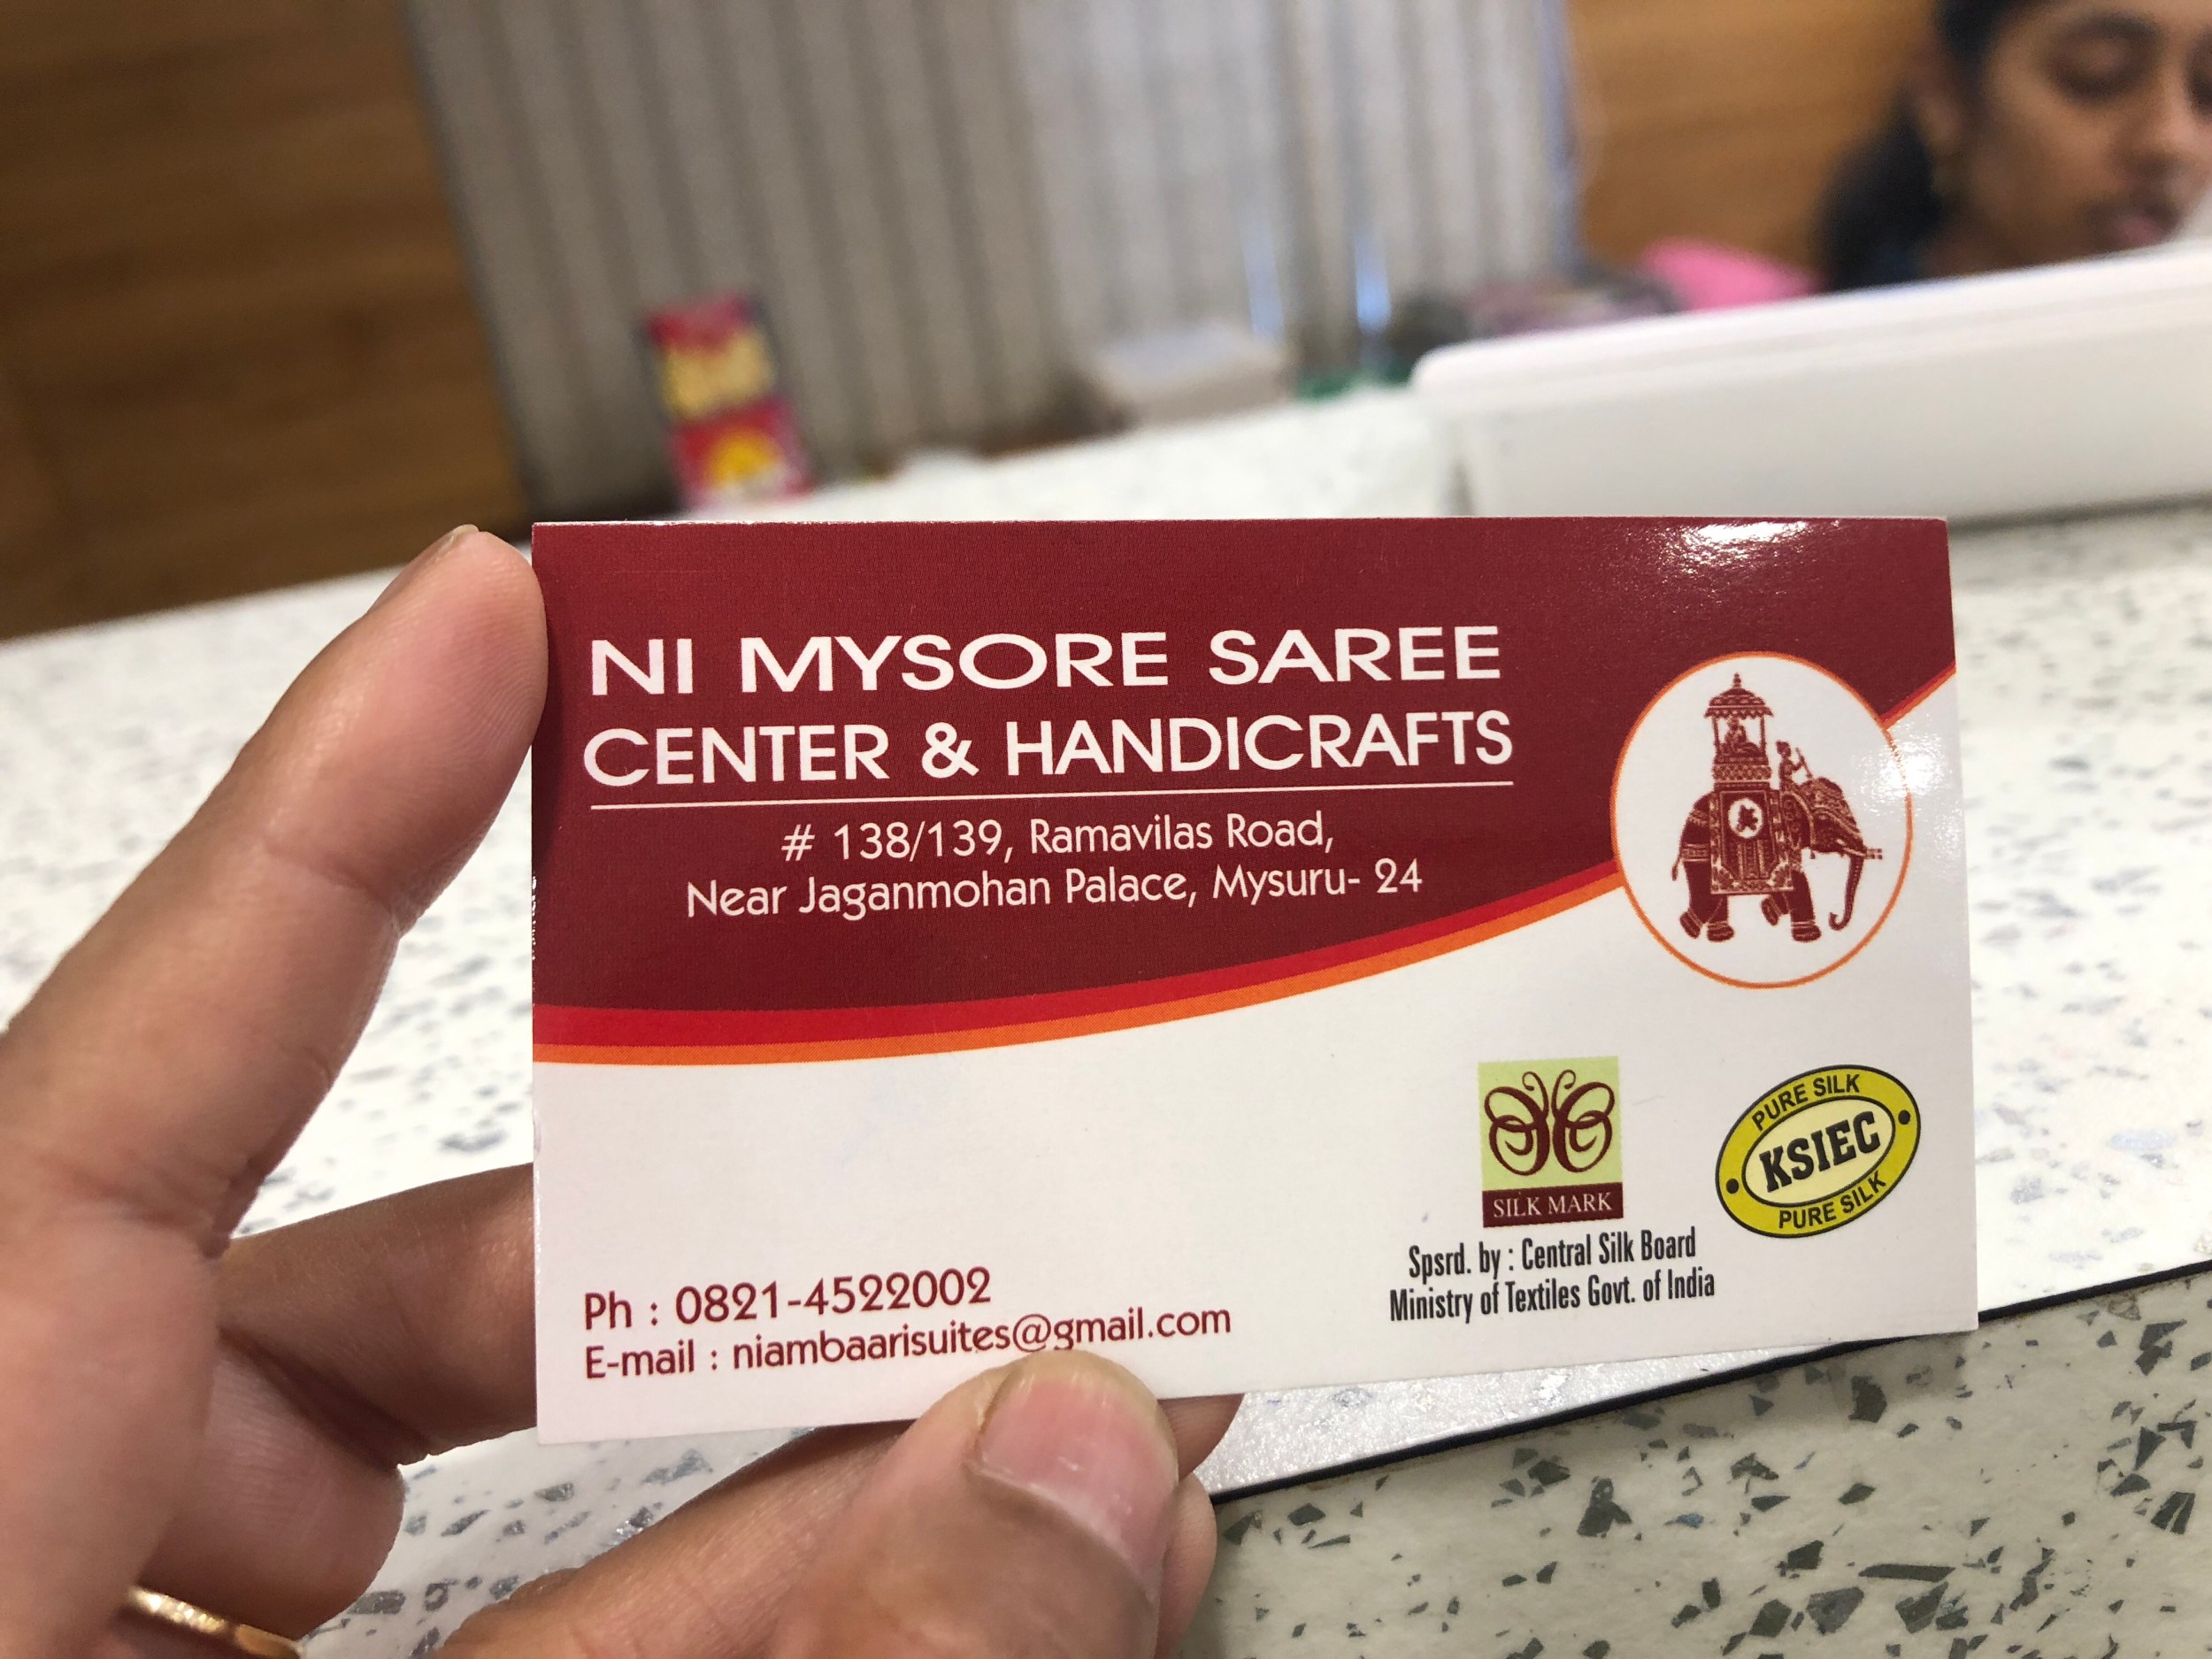 NI MYSORE SAREE
CENTER & HANDICRAFTS
# 138/139, Ramavilas Road,
Near Jaganmohan Palace, Mysuru- 24
SILK MARK
PURE SILK
KSIEC
PURE SILK
Spsrd. by : Central Silk Board
Ministry of Textiles Govt. of India
Ph : 0821-4522002
E-mail : niambaarisuites@gmail.com